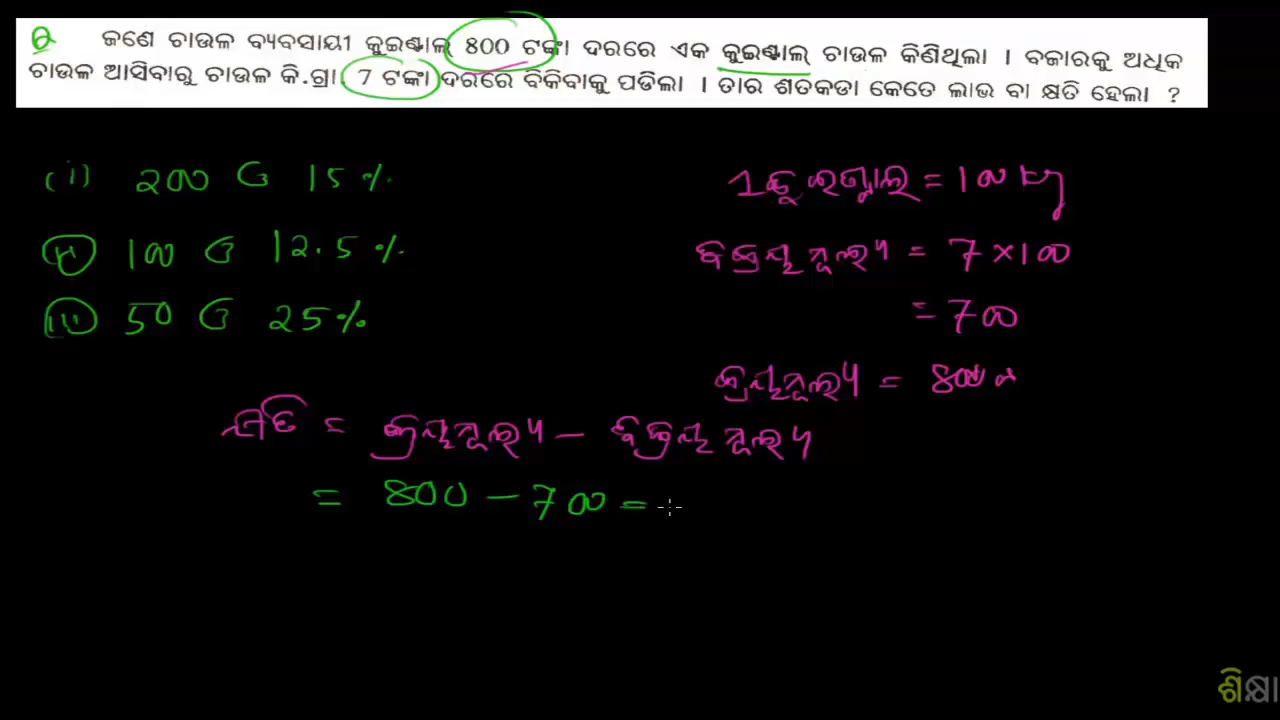 Q ଜଣେ ଚାଉଳ ବ୍ୟବସାୟୀ କୁଇଣ୍ଟାଲ୍ 800 ଟଙ୍କା ଦରରେ ଏକ କୁଇଣ୍ଟାଲ୍ ଚାଉଳ କିଣିଥିଲା । ବଜାରକୁ ଅଧିକ
ଚାଉଳ ଆସିବାରୁ ଚାଉଳ କି.ଗ୍ରା 7 ଟଙ୍କା ଦରରେ ବିକିବାକୁ ପଡିଲା । ତାର ଶତକଡା କେତେ ଲାଭ ବା କ୍ଷତି ହେଲା ?
(i) 200 ଓ 15%
(ii) 100 ଓ 12.5%
(iii) 50 ଓ 25%
1 କୁଇଣ୍ଟାଲ = 100 kg
ବିକ୍ରୟ ମୂଲ୍ୟ = 7 × 100
= 700
କ୍ରୟମୂଲ୍ୟ = 800
କ୍ଷତି = କ୍ରୟମୂଲ୍ୟ - ବିକ୍ରୟ ମୂଲ୍ୟ
= 800 - 700 =
ଶିକ୍ଷା